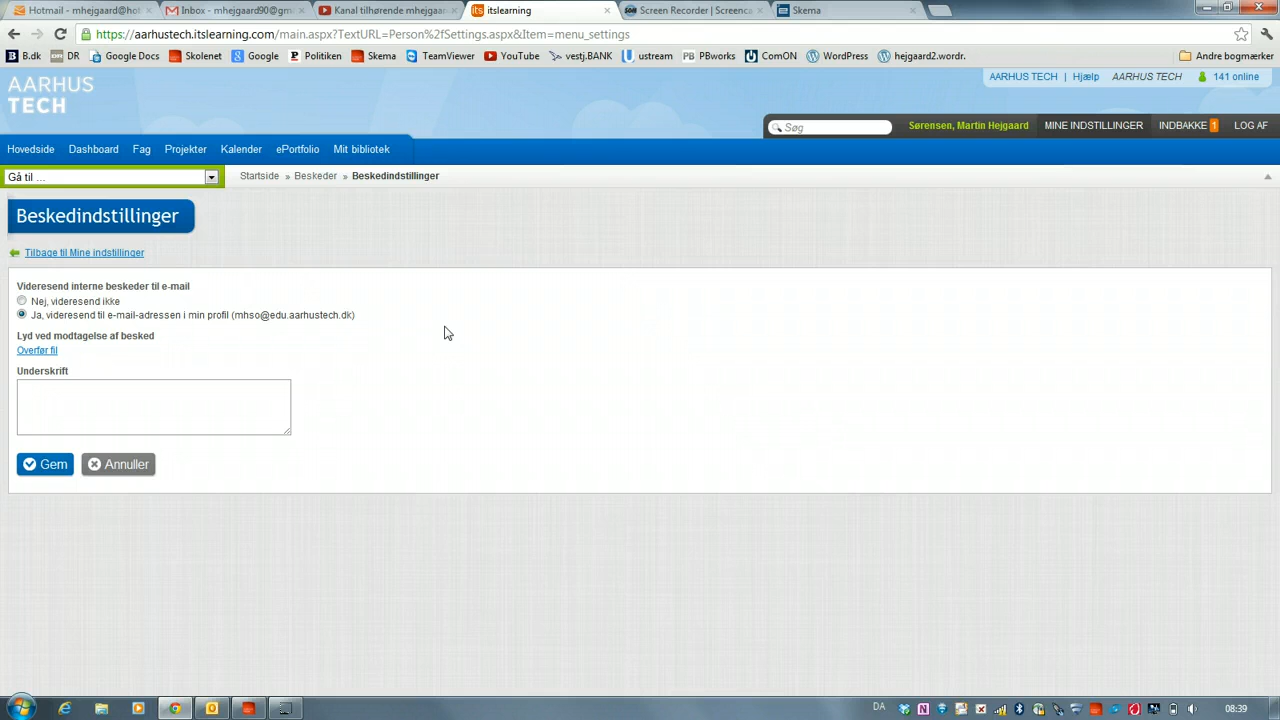 Hotmail - mhejgaard@hot
Inbox - mhejgaard90@gm
Kanal tilhørende mhejgaar
its itslearning
Screen Recorder | Screenca
Skema
https://aarhustech.itslearning.com/main.aspx?TextURL=Person%2fSettings.aspx&Item=menu_settings
B.dk
DR
Google Docs
Skolenet
Google
Politiken
Skema
TeamViewer
YouTube
vestj.BANK
ustream
PBworks
ComON
WordPress
hejgaard2.wordr.
Andre bogmærker
AARHUS
TECH
AARHUS TECH | Hjælp AARHUS TECH 141 online
Søg
Sørensen, Martin Hejgaard
MINE INDSTILLINGER
INDBAKKE 1
LOG AF
Hovedside
Dashboard
Fag
Projekter
Kalender
ePortfolio
Mit bibliotek
Gå til ...
Startside » Beskeder » Beskedindstillinger
Beskedindstillinger
Tilbage til Mine indstillinger
Videresend interne beskeder til e-mail
Nej, videresend ikke
Ja, videresend til e-mail-adressen i min profil (mhso@edu.aarhustech.dk)
Lyd ved modtagelse af besked
Overfør fil
Underskrift
Gem
Annuller
DA
08:39